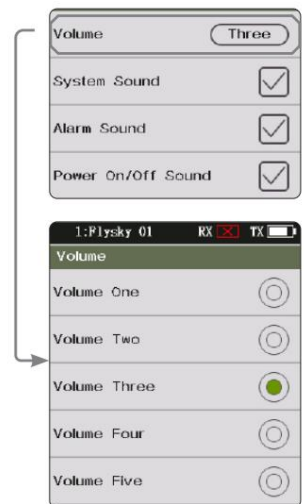 Volume Three
System Sound
Alarm Sound
Power On/Off Sound
1:Flysky 01 RX TX
Volume
Volume One
Volume Two
Volume Three
Volume Four
Volume Five